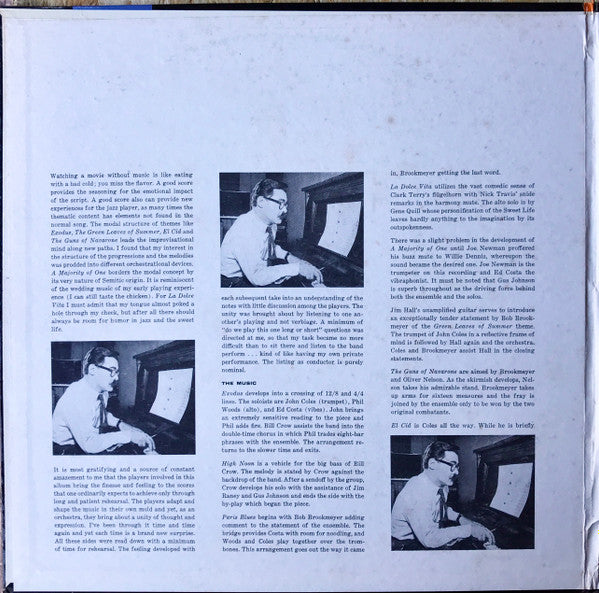 Watching a movie without music is like eating
with a bad cold; you miss the flavor. A good score
provides the seasoning for the emotional impact
of the script. A good score also can provide new
experiences for the jazz player, as many times the
thematic content has elements not found in the
normal song. The modal structure of themes like
Exodus, The Green Leaves of Summer, El Cid and
The Guns of Navarone leads the improvisational
mind along new paths. I found that my interest in
the structure of the progressions and the melodies
was prodded into different orchestrational devices.
A Majority of One borders the modal concept by
its very nature of Semitic origin. It is reminiscent
of the wedding music of my early playing experi-
ence (I can still taste the chicken). For La Dolce
Vita I must admit that my tongue almost poked a
hole through my cheek, but after all there should
always be room for humor in jazz and the sweet
life.
It is most gratifying and a source of constant
amazement to me that the players involved in this
album bring the finesse and feeling to the scores
that one ordinarily expects to achieve only through
long and patient rehearsal. The players adapt and
shape the music in their own mold and yet, as an
orchestra, they bring about a unity of thought and
expression. I've been through it time and time
again and yet each time is a brand new surprise.
All these sides were read down with a minimum
of time for rehearsal. The feeling developed with
each subsequent take into an understanding of the
notes with little discussion among the players. The
unity was brought about by listening to one an-
other's playing and not verbiage. A minimum of
"do we play this one long or short" questions was
directed at me, so that my task became no more
difficult than to sit there and listen to the band
perform . . . kind of like having my own private
performance. The listing as conductor is purely
nominal.
THE MUSIC
Exodus develops into a crossing of 12/8 and 4/4
lines. The soloists are John Coles (trumpet), Phil
Woods (alto), and Ed Costa (vibes). John brings
an extremely sensitive reading to the piece and
Phil adds fire. Bill Crow assists the band into the
double-time chorus in which Phil trades eight-bar
phrases with the ensemble. The arrangement re-
turns to the slower time and exits.
High Noon is a vehicle for the big bass of Bill
Crow. The melody is stated by Crow against the
backdrop of the band. After a sendoff by the group,
Crow develops his solo with the assistance of Jim
Raney and Gus Johnson and ends the side with the
by-play which began the piece.
Paris Blues begins with Bob Brookmeyer adding
comment to the statement of the ensemble. The
bridge provides Costa with room for noodling, and
Woods and Coles play together over the trom-
bones. This arrangement goes out the way it came
in, Brookmeyer getting the last word.
La Dolce Vita utilizes the vast comedic sense of
Clark Terry's flügelhorn with Nick Travis' snide
remarks in the harmony mute. The alto solo is by
Gene Quill whose personification of the Sweet Life
leaves hardly anything to the imagination by its
outspokenness.
There was a slight problem in the development of
A Majority of One until Joe Newman proffered
his buzz mute to Willie Dennis, whereupon the
sound became the desired one. Joe Newman is the
trumpeter on this recording and Ed Costa the
vibraphonist. It must be noted that Gus Johnson
is superb throughout as the driving force behind
both the ensemble and the solos.
Jim Hall's unamplified guitar serves to introduce
an exceptionally tender statement by Bob Brook-
meyer of the Green Leaves of Summer theme.
The trumpet of John Coles in a reflective frame of
mind is followed by Hall again and the orchestra.
Coles and Brookmeyer assist Hall in the closing
statements.
The Guns of Navarone are aimed by Brookmeyer
and Oliver Nelson. As the skirmish develops, Nel-
son takes his admirable stand. Brookmeyer takes
up arms for sixteen measures and the fray is
joined by the ensemble only to be won by the two
original combatants.
El Cid is Coles all the way. While he is briefly